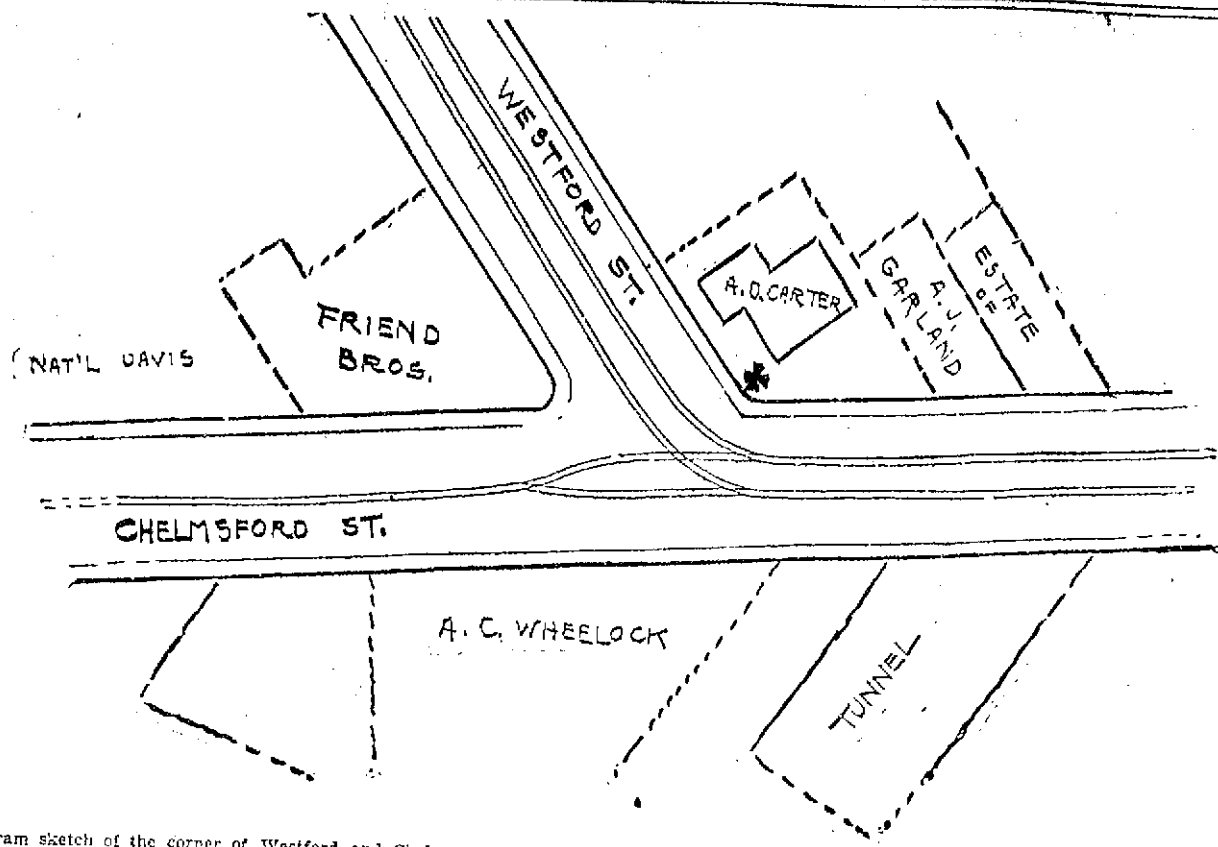 WESTFORD ST.
A. D. CARTER
GARLAND
A. J.
ESTATE
OF
FRIEND
BROS.
NAT'L DAVIS
CHELMSFORD ST.
A. C. WHEELOCK
TUNNEL
sketch of the corner of Westford and